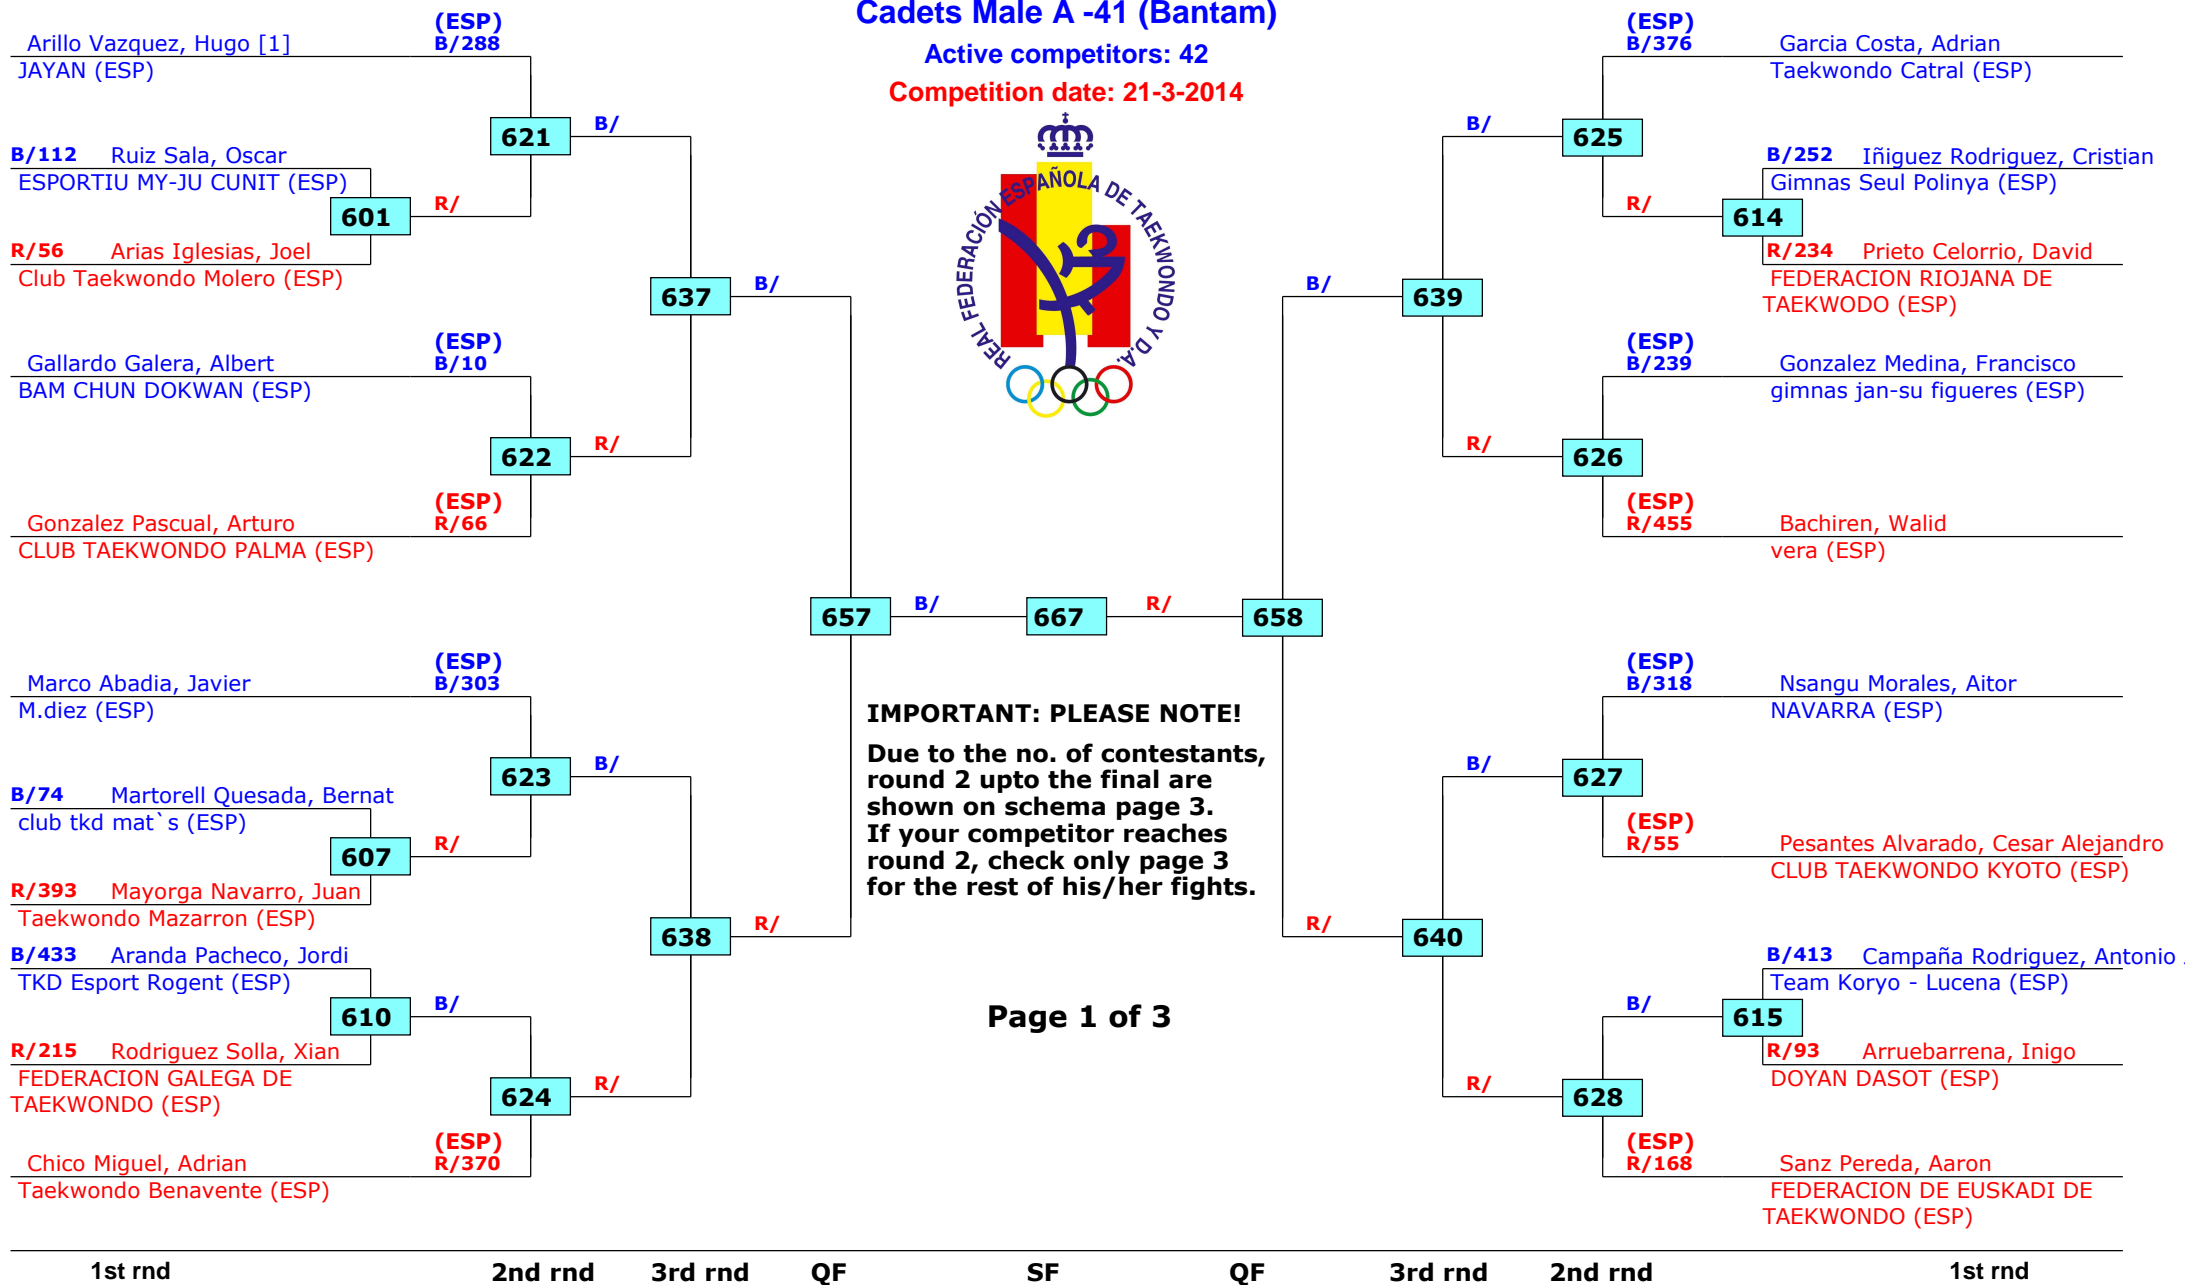 Cadets Male A -41 (Bantam)
Active competitors: 42
Competition date: 21-3-2014
REAL FEDERACIÓN ESPAÑOLA DE TAEKWONDO Y D.A.
(ESP)
Arillo Vazquez, Hugo [1] B/288
JAYAN (ESP)
621 B/
B/112 Ruiz Sala, Oscar
ESPORTIU MY-JU CUNIT (ESP)
601 R/
R/56 Arias Iglesias, Joel
Club Taekwondo Molero (ESP)
637 B/
(ESP)
Gallardo Galera, Albert B/10
BAM CHUN DOKWAN (ESP)
622 R/
(ESP)
Gonzalez Pascual, Arturo R/66
CLUB TAEKWONDO PALMA (ESP)
657 B/ 667 R/ 658
(ESP)
Marco Abadia, Javier B/303
M.diez (ESP)
623 B/
B/74 Martorell Quesada, Bernat
club tkd mat`s (ESP)
607 R/
R/393 Mayorga Navarro, Juan
Taekwondo Mazarron (ESP)
638 R/
B/433 Aranda Pacheco, Jordi
TKD Esport Rogent (ESP)
610 B/
R/215 Rodriguez Solla, Xian
FEDERACION GALEGA DE
TAEKWONDO (ESP)
624 R/
(ESP)
Chico Miguel, Adrian R/370
Taekwondo Benavente (ESP)
IMPORTANT: PLEASE NOTE!
Due to the no. of contestants,
round 2 upto the final are
shown on schema page 3.
If your competitor reaches
round 2, check only page 3
for the rest of his/her fights.
Page 1 of 3
(ESP)
B/376 Garcia Costa, Adrian
Taekwondo Catral (ESP)
B/ 625
B/252 Iñiguez Rodriguez, Cristian
Gimnas Seul Polinya (ESP)
R/ 614
R/234 Prieto Celorrio, David
FEDERACION RIOJANA DE
TAEKWODO (ESP)
B/ 639
(ESP)
B/239 Gonzalez Medina, Francisco
gimnas jan-su figueres (ESP)
R/ 626
(ESP)
R/455 Bachiren, Walid
vera (ESP)
(ESP)
B/318 Nsangu Morales, Aitor
NAVARRA (ESP)
B/ 627
(ESP)
R/55 Pesantes Alvarado, Cesar Alejandro
CLUB TAEKWONDO KYOTO (ESP)
R/ 640
B/413 Campaña Rodriguez, Antonio
Team Koryo - Lucena (ESP)
B/ 615
R/93 Arruebarrena, Inigo
DOYAN DASOT (ESP)
R/ 628
(ESP)
R/168 Sanz Pereda, Aaron
FEDERACION DE EUSKADI DE
TAEKWONDO (ESP)
1st rnd 2nd rnd 3rd rnd QF SF QF 3rd rnd 2nd rnd 1st rnd